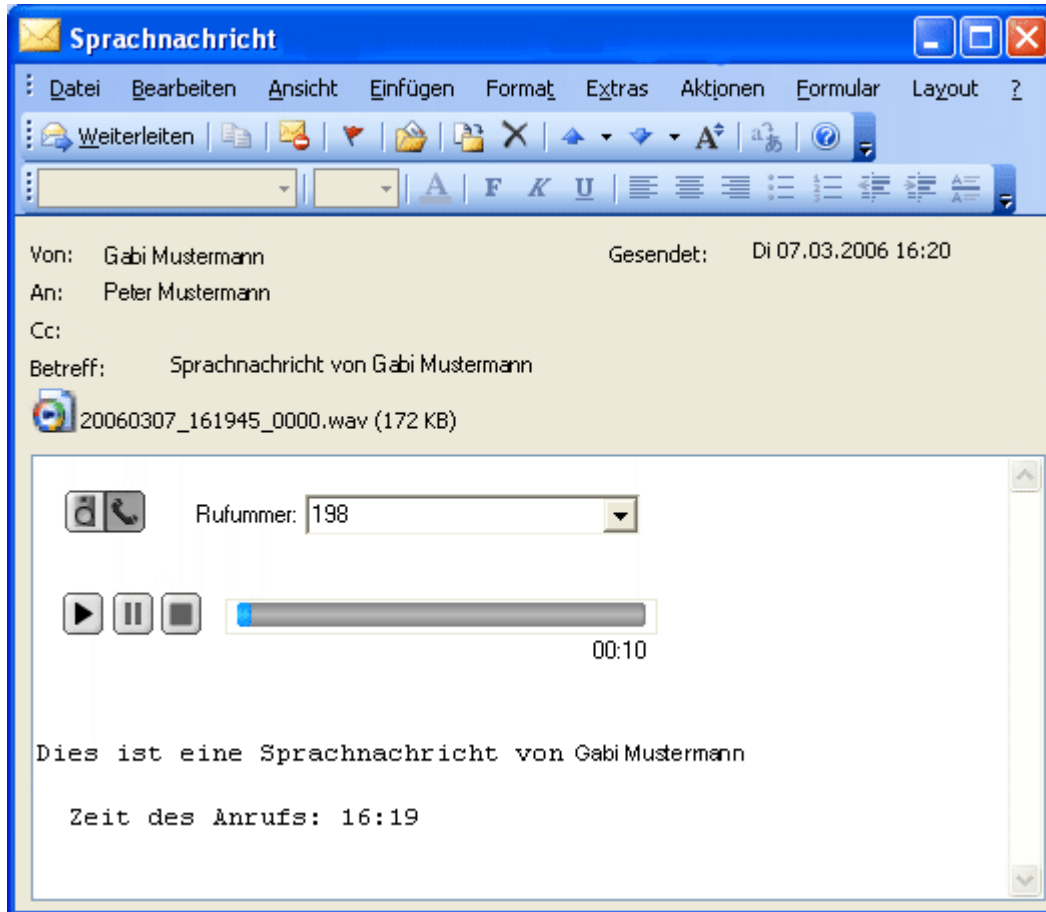 Sprachnachricht
Datei Bearbeiten Ansicht Einfügen Format Extras Aktionen Formular Layout ?
Weiterleiten A
A F K U
Von: Gabi Mustermann Gesendet: Di 07.03.2006 16:20
An: Peter Mustermann
Cc:
Betreff: Sprachnachricht von Gabi Mustermann
20060307_161945_0000.wav (172 KB)
Rufummer: 198
00:10
Dies ist eine Sprachnachricht von Gabi Mustermann
Zeit des Anrufs: 16:19